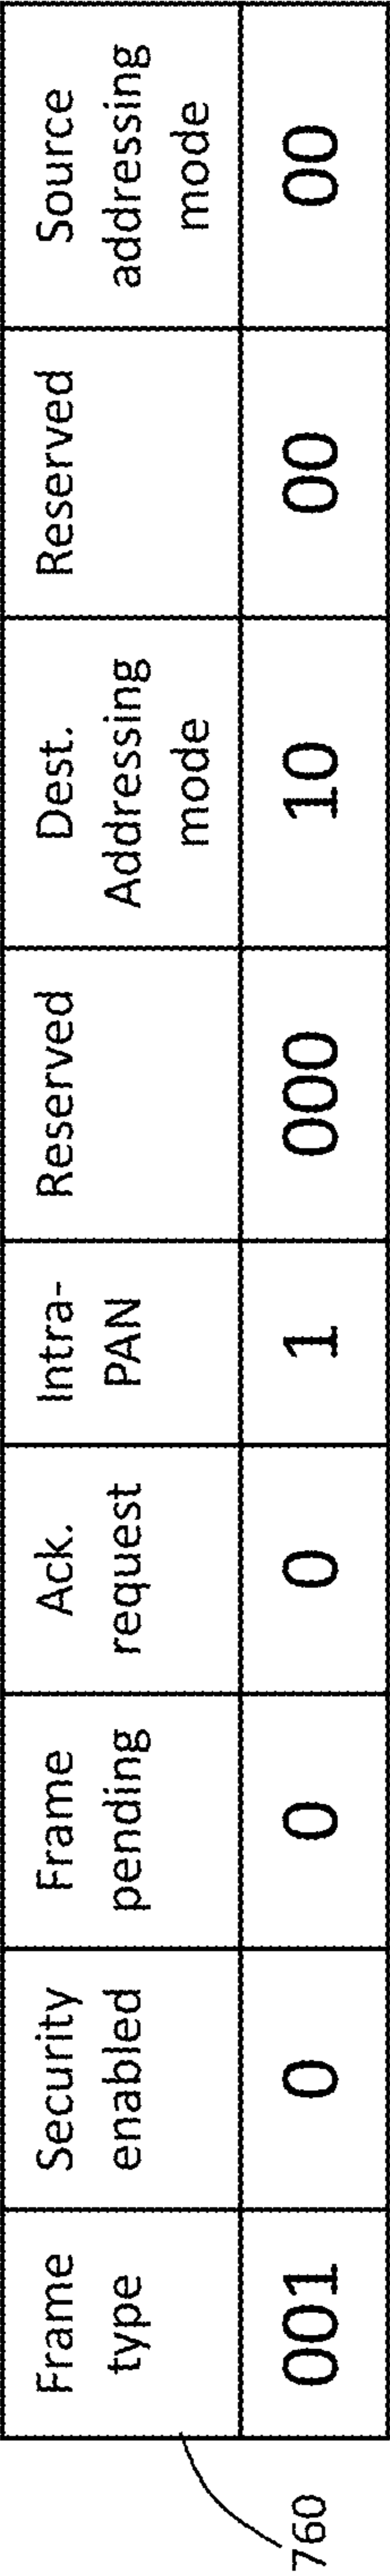 Frame
type
Security
enabled
Frame
pending
Ack.
request
Intra-
PAN
Reserved
Dest.
Addressing
mode
Reserved
Source
addressing
mode
001
0
0
0
1
000
10
00
00
760